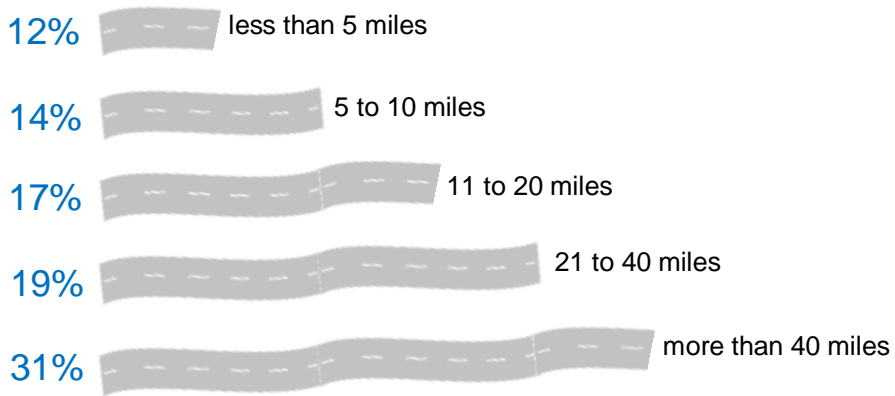 12% less than 5 miles
14% 5 to 10 miles
17% 11 to 20 miles
19% 21 to 40 miles
31% more than 40 miles